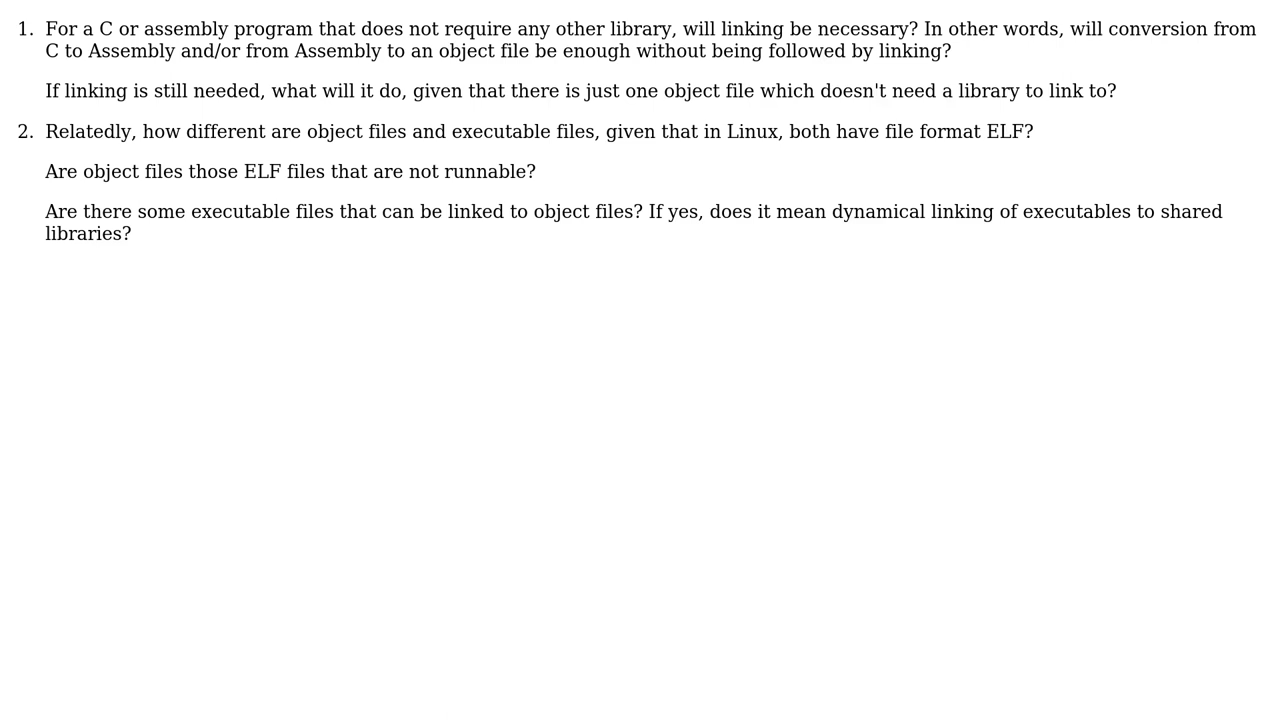 1. For a C or assembly program that does not require any other library, will linking be necessary? In other words, will conversion from
C to Assembly and/or from Assembly to an object file be enough without being followed by linking?
If linking is still needed, what will it do, given that there is just one object file which doesn't need a library to link to?
2. Relatedly, how different are object files and executable files, given that in Linux, both have file format ELF?
Are object files those ELF files that are not runnable?
Are there some executable files that can be linked to object files? If yes, does it mean dynamical linking of executables to shared
libraries?